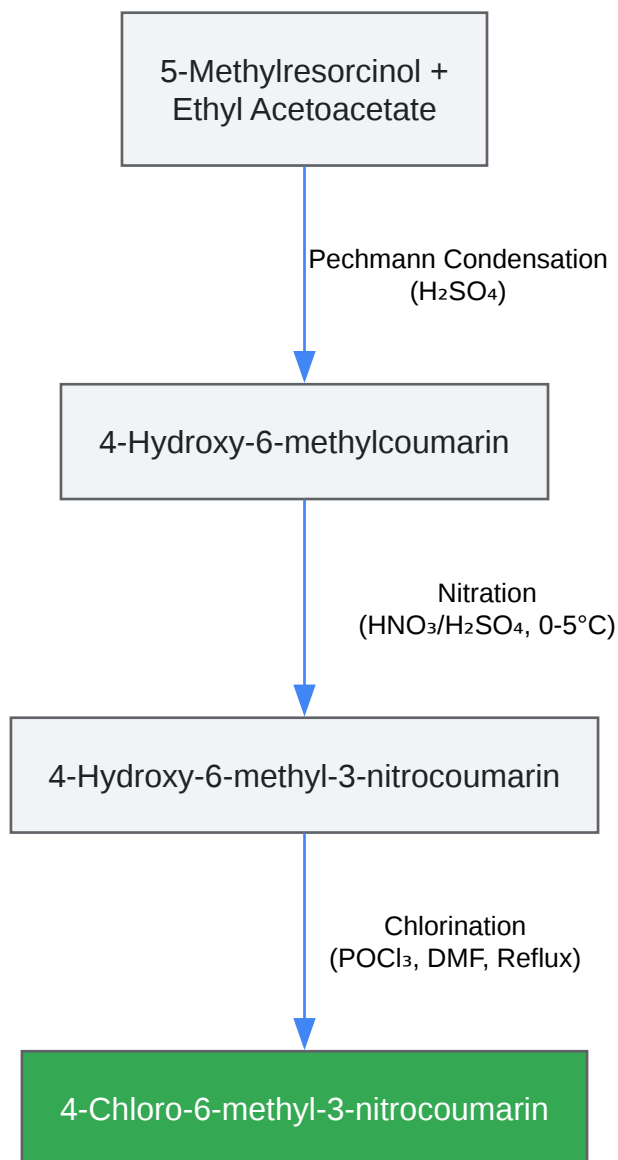 5-Methylresorcinol +
Ethyl Acetoacetate
Pechmann Condensation
(H₂SO₄)
4-Hydroxy-6-methylcoumarin
Nitration
(HNO₃/H₂SO₄, 0-5°C)
4-Hydroxy-6-methyl-3-nitrocoumarin
Chlorination
(POCl₃, DMF, Reflux)
4-Chloro-6-methyl-3-nitrocoumarin